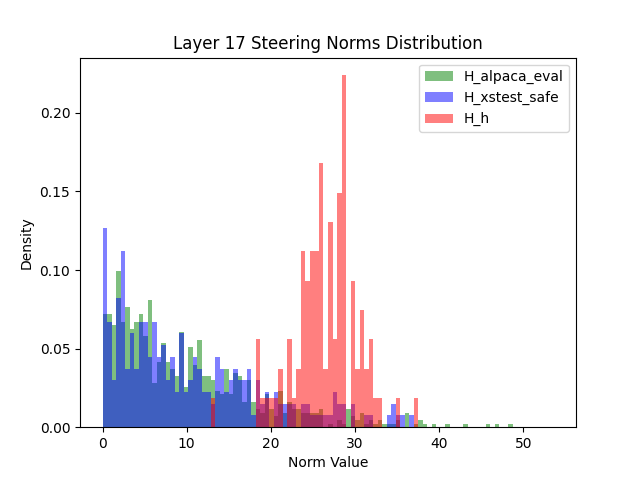 Layer 17 Steering Norms Distribution
H_alpaca_eval
H_xstest_safe
H_h
Density
0.20
0.15
0.10
0.05
0.00
0 10 20 30 40 50
Norm Value